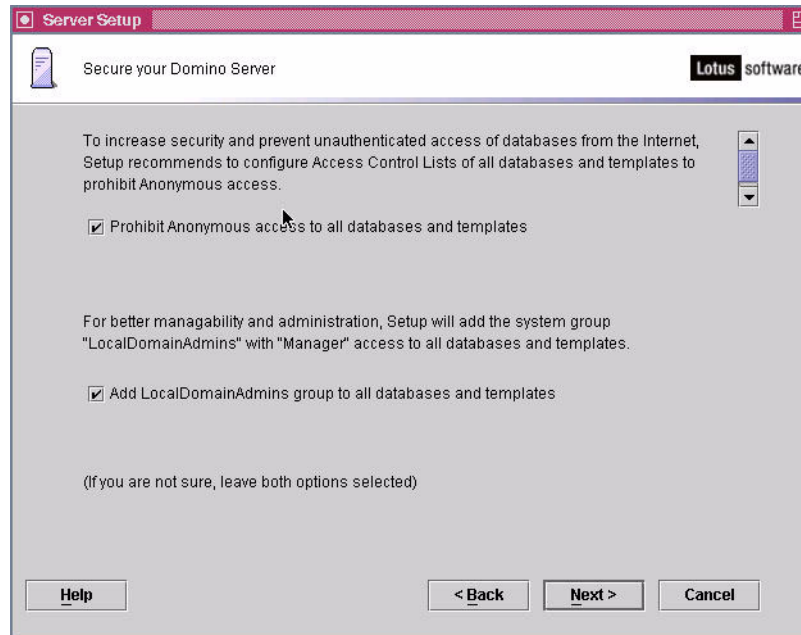 Server Setup
Secure your Domino Server
Lotus software
To increase security and prevent unauthenticated access of databases from the Internet,
Setup recommends to configure Access Control Lists of all databases and templates to
prohibit Anonymous access.
Prohibit Anonymous access to all databases and templates
For better managability and administration, Setup will add the system group
"LocalDomainAdmins" with "Manager" access to all databases and templates.
Add LocalDomainAdmins group to all databases and templates
(If you are not sure, leave both options selected)
Help
< Back
Next >
Cancel